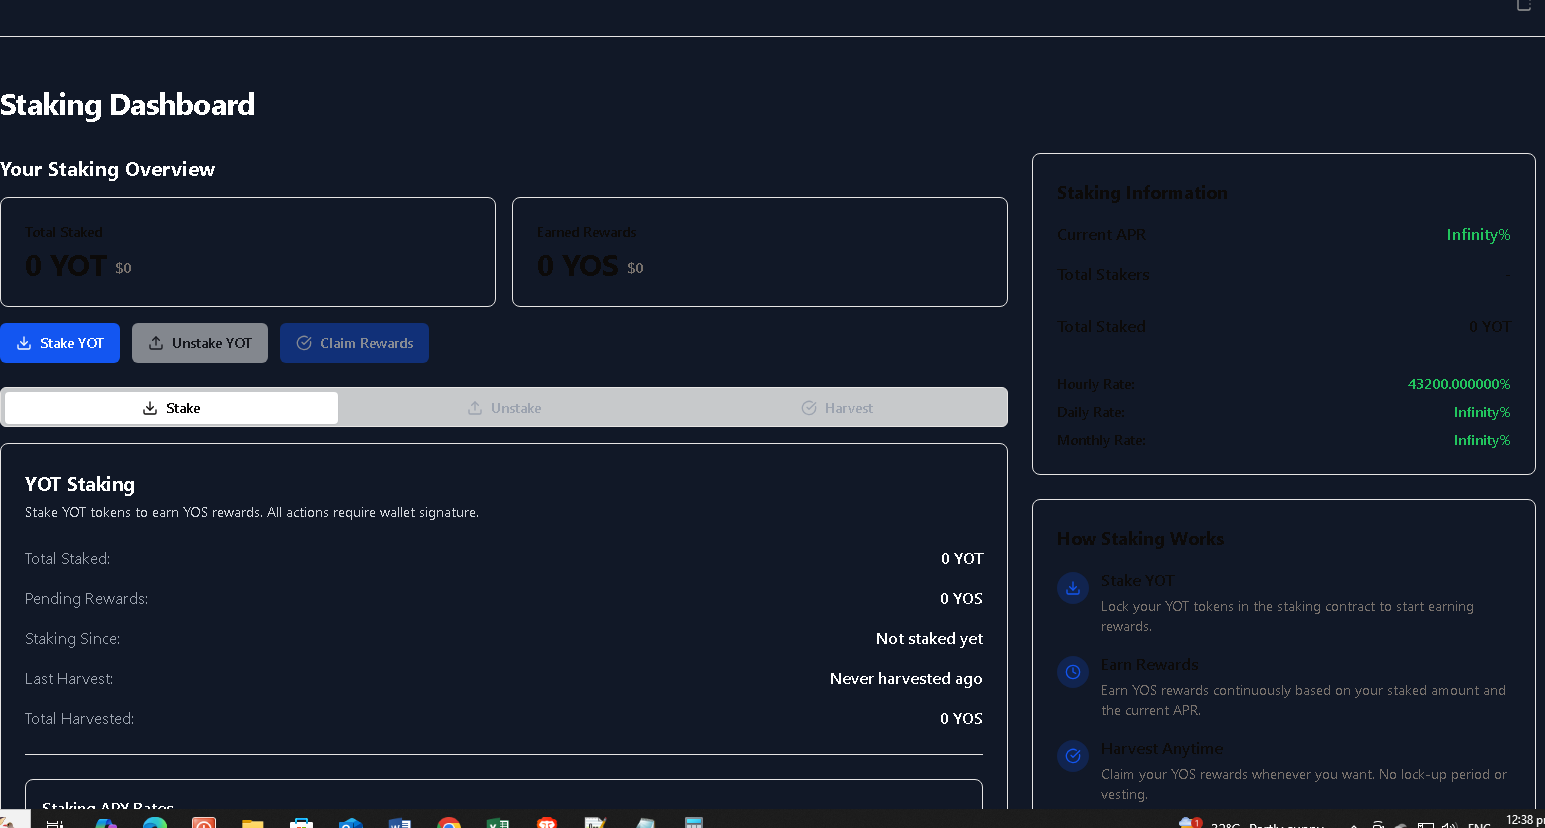 Staking Dashboard
Your Staking Overview
Total Staked
0 YOT $0
Earned Rewards
0 YOS $0
Stake YOT
Unstake YOT
Claim Rewards
Stake
Unstake
Harvest
YOT Staking
Stake YOT tokens to earn YOS rewards. All actions require wallet signature.
Total Staked: 0 YOT
Pending Rewards: 0 YOS
Staking Since: Not staked yet
Last Harvest: Never harvested ago
Total Harvested: 0 YOS
Staking APY Rates
Staking Information
Current APR Infinity%
Total Stakers -
Total Staked 0 YOT
Hourly Rate: 43200.000000%
Daily Rate: Infinity%
Monthly Rate: Infinity%
How Staking Works
Stake YOT
Lock your YOT tokens in the staking contract to start earning
rewards.
Earn Rewards
Earn YOS rewards continuously based on your staked amount and
the current APR.
Harvest Anytime
Claim your YOS rewards whenever you want. No lock-up period or
vesting.
1
32°C Partly sunny
ENG
12:38